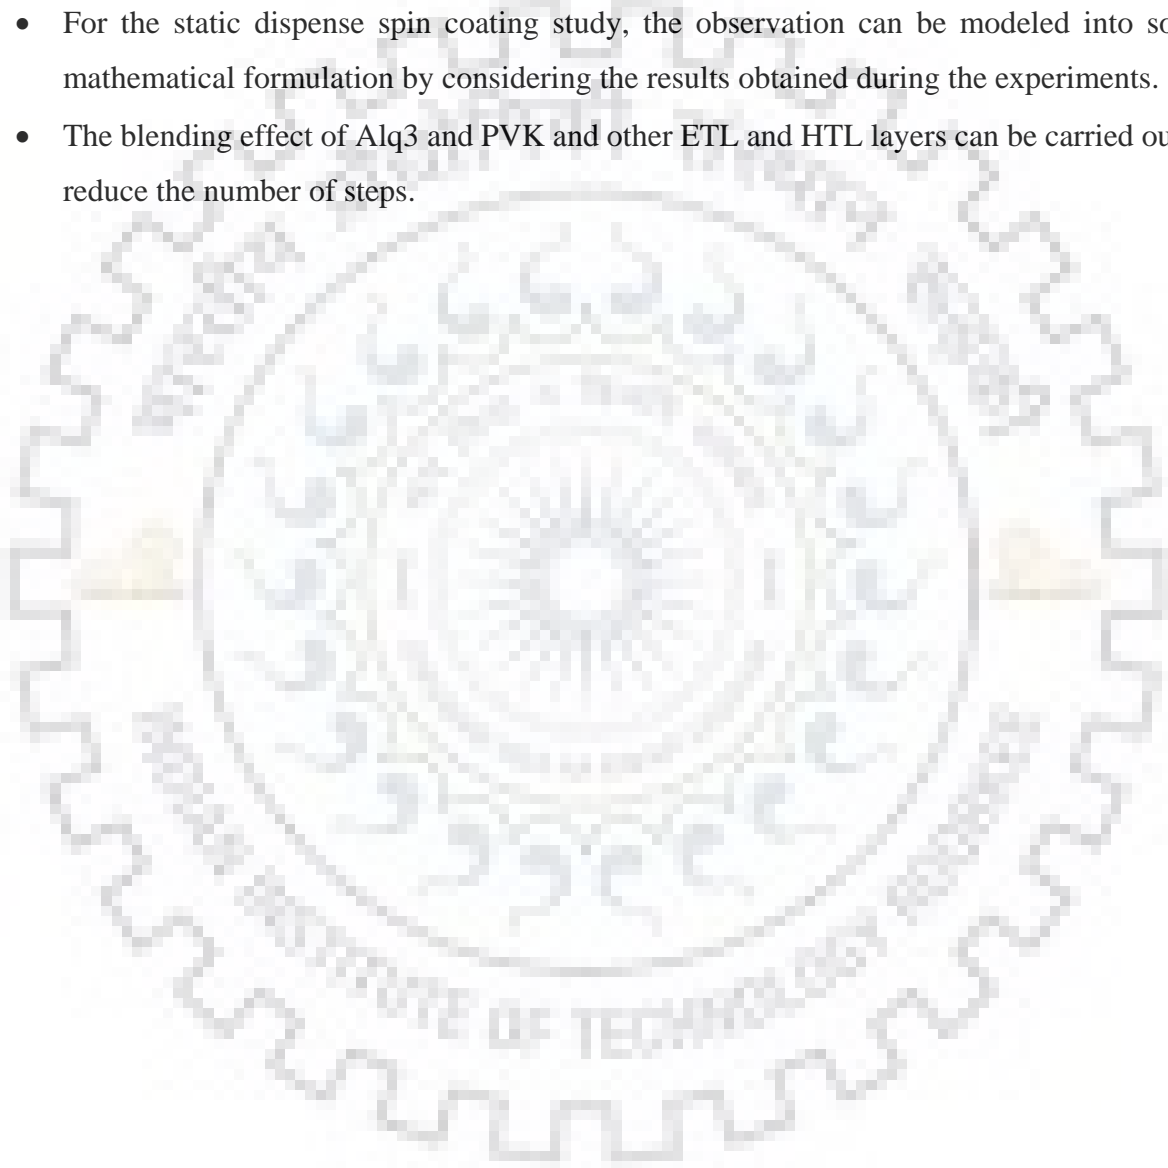 • For the static dispense spin coating study, the observation can be modeled into so
mathematical formulation by considering the results obtained during the experiments.
• The blending effect of Alq3 and PVK and other ETL and HTL layers can be carried ou
reduce the number of steps.
INSTITUTE OF TECHNOLOGY